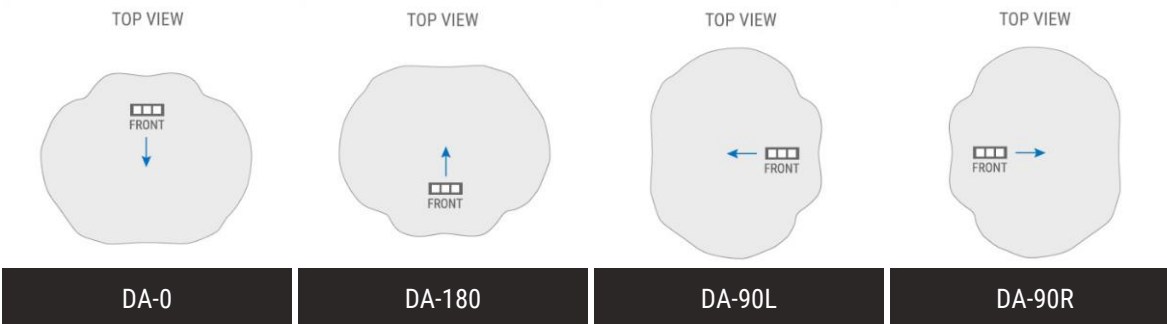 TOP VIEW
FRONT
DA-0
TOP VIEW
FRONT
DA-180
TOP VIEW
FRONT
DA-90L
TOP VIEW
FRONT
DA-90R